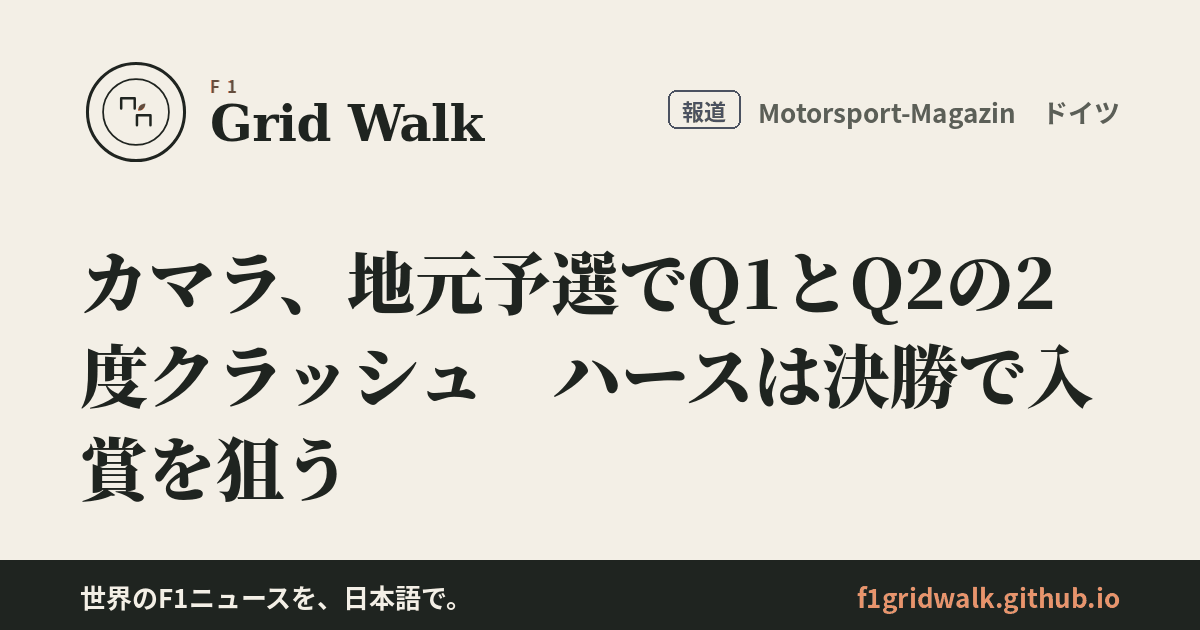 F1
Grid Walk
報道 Motorsport-Magazin ドイツ
カマラ、地元予選でQ1とQ2の2
度クラッシュ　ハースは決勝で入
賞を狙う
世界のF1ニュースを、日本語で。
f1gridwalk.github.io